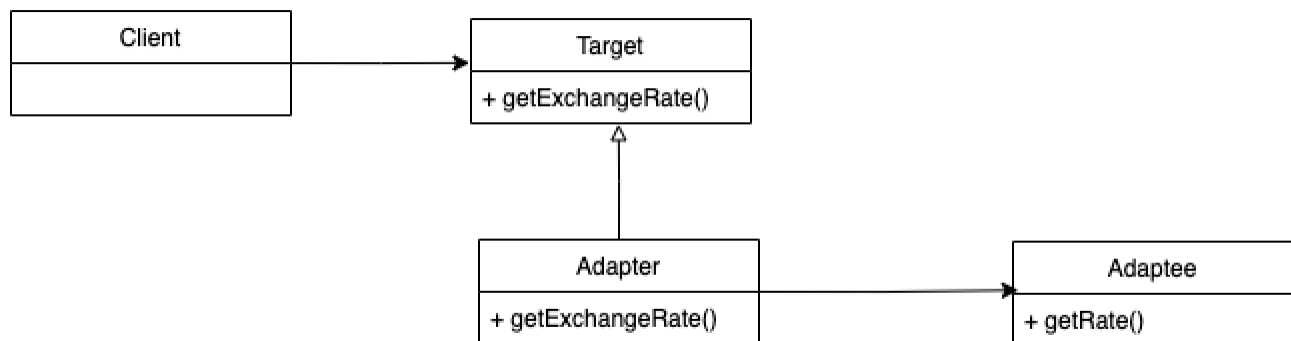 Client
Target
+ getExchangeRate()
Adapter
+ getExchangeRate()
Adaptee
+ getRate()